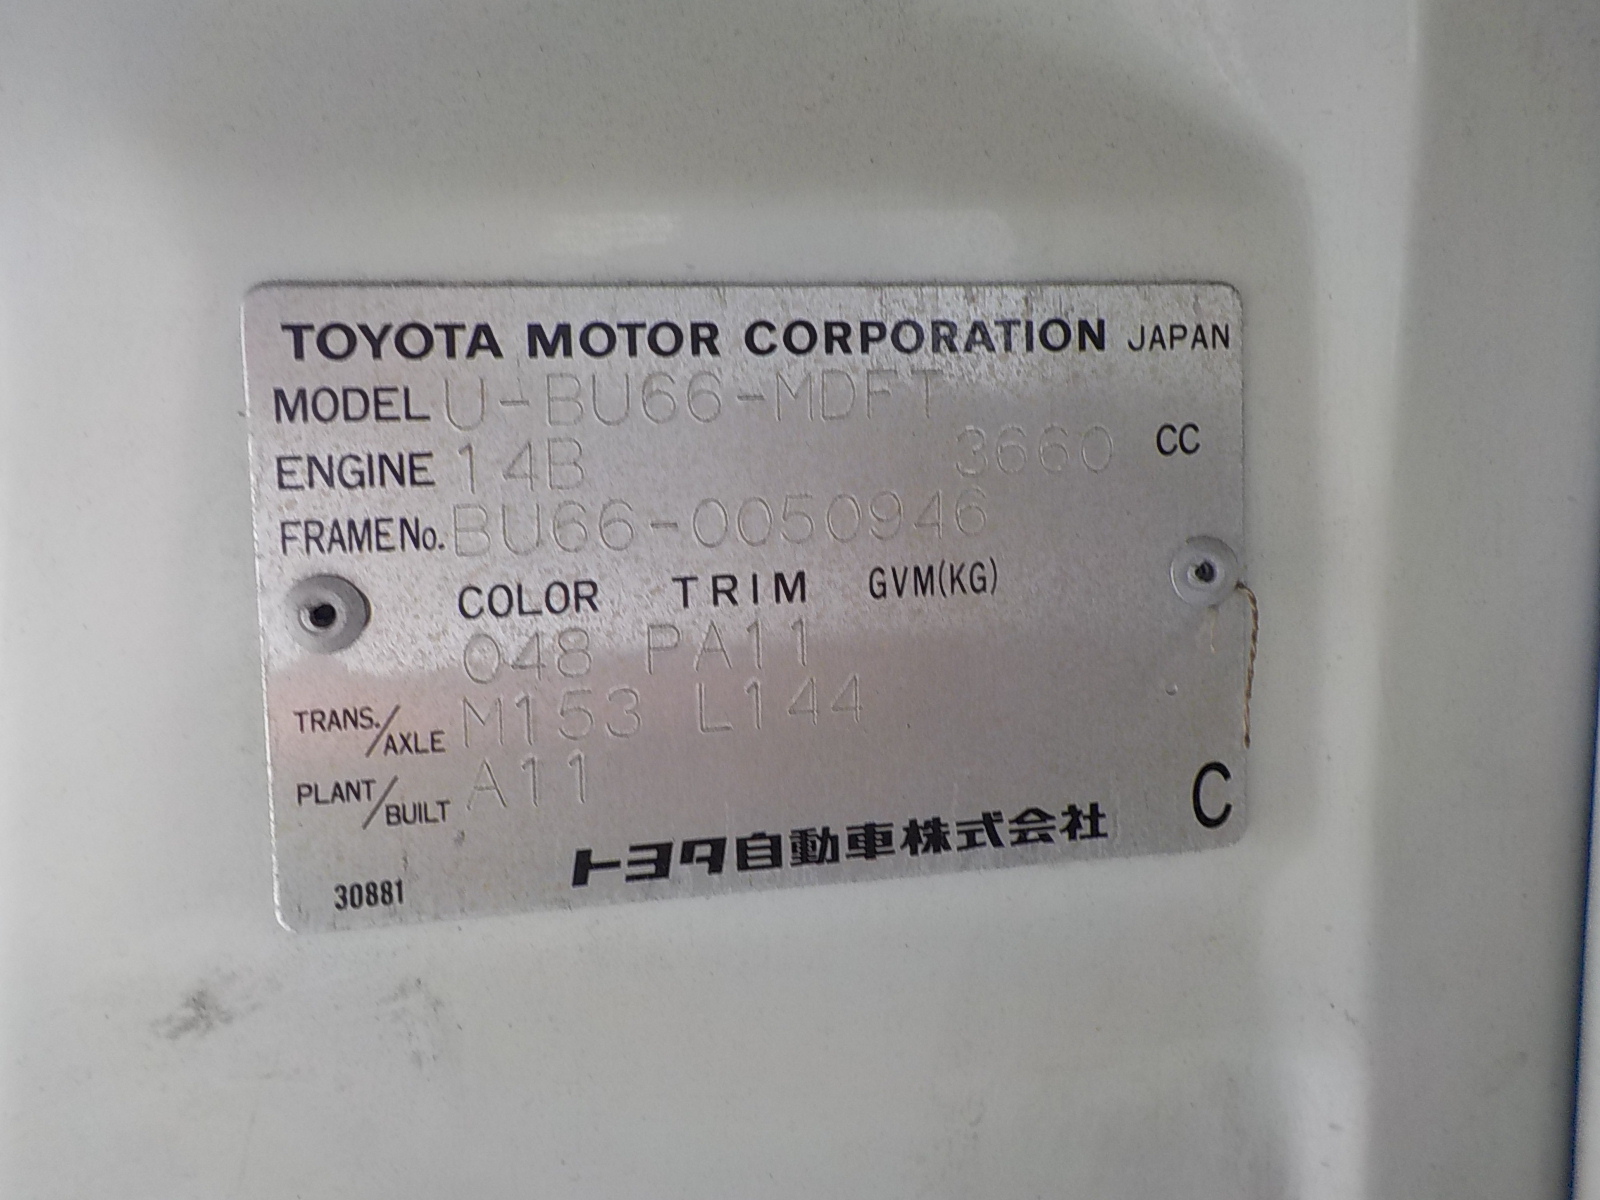 TOYOTA MOTOR CORPORATION JAPAN
MODEL U-BU66-MDFT
ENGINE 14B 3660 CC
FRAME No. BU66-0050946
COLOR TRIM GVM(KG)
048 PA11
TRANS./AXLE M153 L144
PLANT/BUILT A11
C
トヨタ自動車株式会社
30881